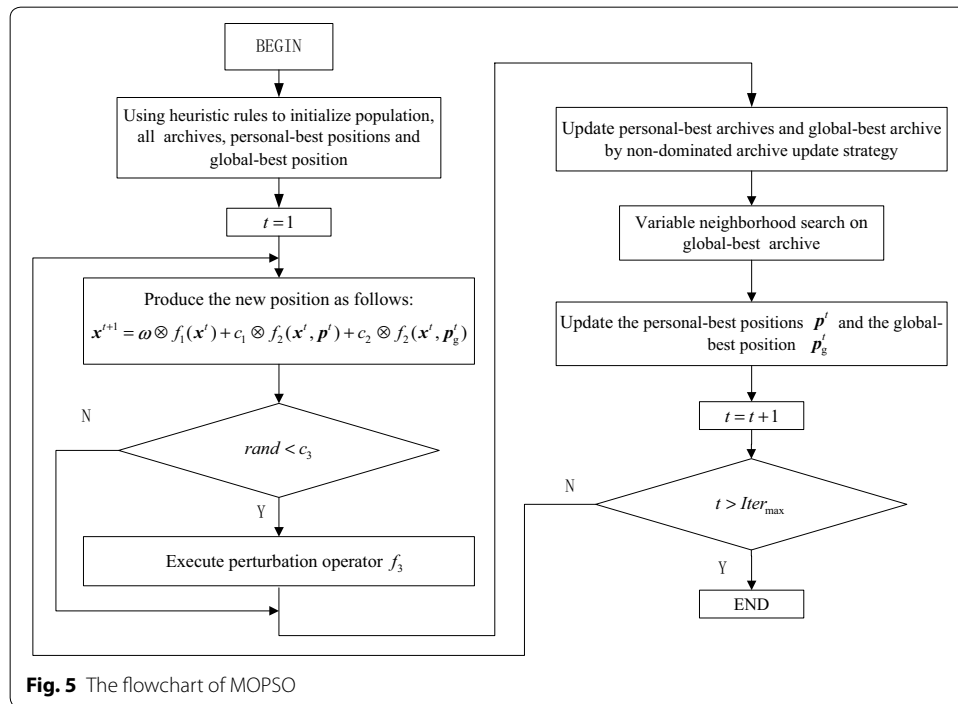 BEGIN
Using heuristic rules to initialize population,
all archives, personal-best positions and
global-best position
t = 1
Produce the new position as follows:
x^{t+1} = ω ⊗ f_1(x^t) + c_1 ⊗ f_2(x^t, p^t) + c_2 ⊗ f_2(x^t, p_g^t)
N
rand < c_3
Y
Execute perturbation operator f_3
Update personal-best archives and global-best archive
by non-dominated archive update strategy
Variable neighborhood search on
global-best archive
Update the personal-best positions p^t and the global-
best position p_g^t
t = t + 1
N
t > Iter_max
Y
END
Fig. 5 The flowchart of MOPSO